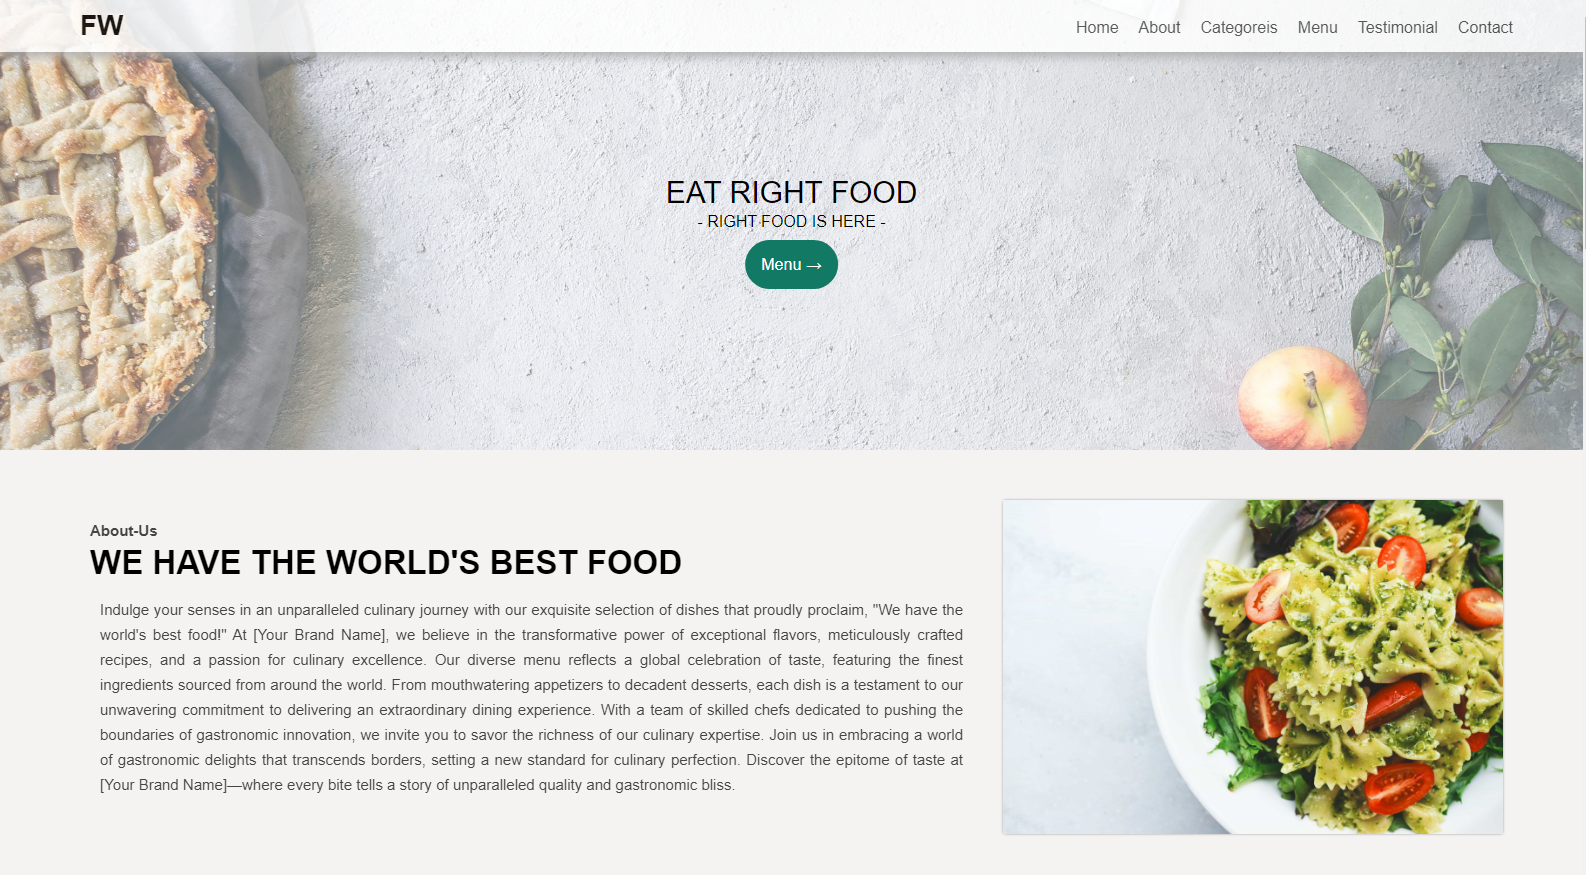 FW
Home About Categoreis Menu Testimonial Contact
EAT RIGHT FOOD
- RIGHT FOOD IS HERE -
Menu →
About-Us
WE HAVE THE WORLD'S BEST FOOD
Indulge your senses in an unparalleled culinary journey with our exquisite selection of dishes that proudly proclaim, "We have the
world's best food!" At [Your Brand Name], we believe in the transformative power of exceptional flavors, meticulously crafted
recipes, and a passion for culinary excellence. Our diverse menu reflects a global celebration of taste, featuring the finest
ingredients sourced from around the world. From mouthwatering appetizers to decadent desserts, each dish is a testament to our
unwavering commitment to delivering an extraordinary dining experience. With a team of skilled chefs dedicated to pushing the
boundaries of gastronomic innovation, we invite you to savor the richness of our culinary expertise. Join us in embracing a world
of gastronomic delights that transcends borders, setting a new standard for culinary perfection. Discover the epitome of taste at
[Your Brand Name]—where every bite tells a story of unparalleled quality and gastronomic bliss.